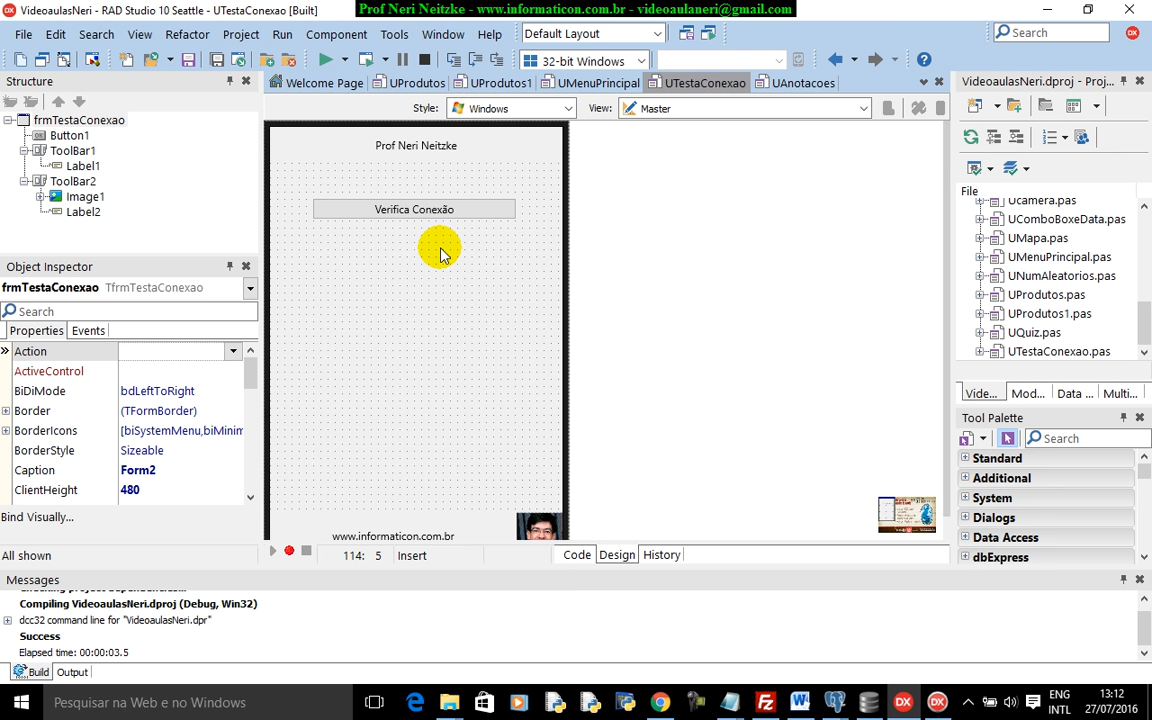 VideoaulasNeri - RAD Studio 10 Seattle - UTestaConexao [Built]
Prof Neri Neitzke - www.informaticon.com.br - videoaulaneri@gmail.com
File Edit Search View Refactor Project Run Component Tools Window Help
Default Layout
Search
32-bit Windows
Structure
Welcome Page UProdutos UProdutos1 UMenuPrincipal UTestaConexao UAnotacoes
VideoaulasNeri.dproj - Proj...
Style: Windows View: Master
frmTestaConexao
Button1
ToolBar1
Label1
ToolBar2
Image1
Label2
Prof Neri Neitzke
Verifica Conexão
www.informaticon.com.br
Object Inspector
frmTestaConexao TfrmTestaConexao
Search
Properties Events
Action
ActiveControl
BiDiMode bdLeftToRight
Border (TFormBorder)
BorderIcons [biSystemMenu,biMinim
BorderStyle Sizeable
Caption Form2
ClientHeight 480
Bind Visually...
All shown
114: 5 Insert
Code Design History
File
Ucamera.pas
UComboBoxeData.pas
UMapa.pas
UMenuPrincipal.pas
UNumAleatorios.pas
UProdutos.pas
UProdutos1.pas
UQuiz.pas
UTestaConexao.pas
Vide... Mod... Data ... Multi...
Tool Palette
Search
Standard
Additional
System
Dialogs
Data Access
dbExpress
Messages
Compiling VideoaulasNeri.dproj (Debug, Win32)
dcc32 command line for "VideoaulasNeri.dpr"
Success
Elapsed time: 00:00:03.5
Build Output
Pesquisar na Web e no Windows
ENG
INTL
13:12
27/07/2016